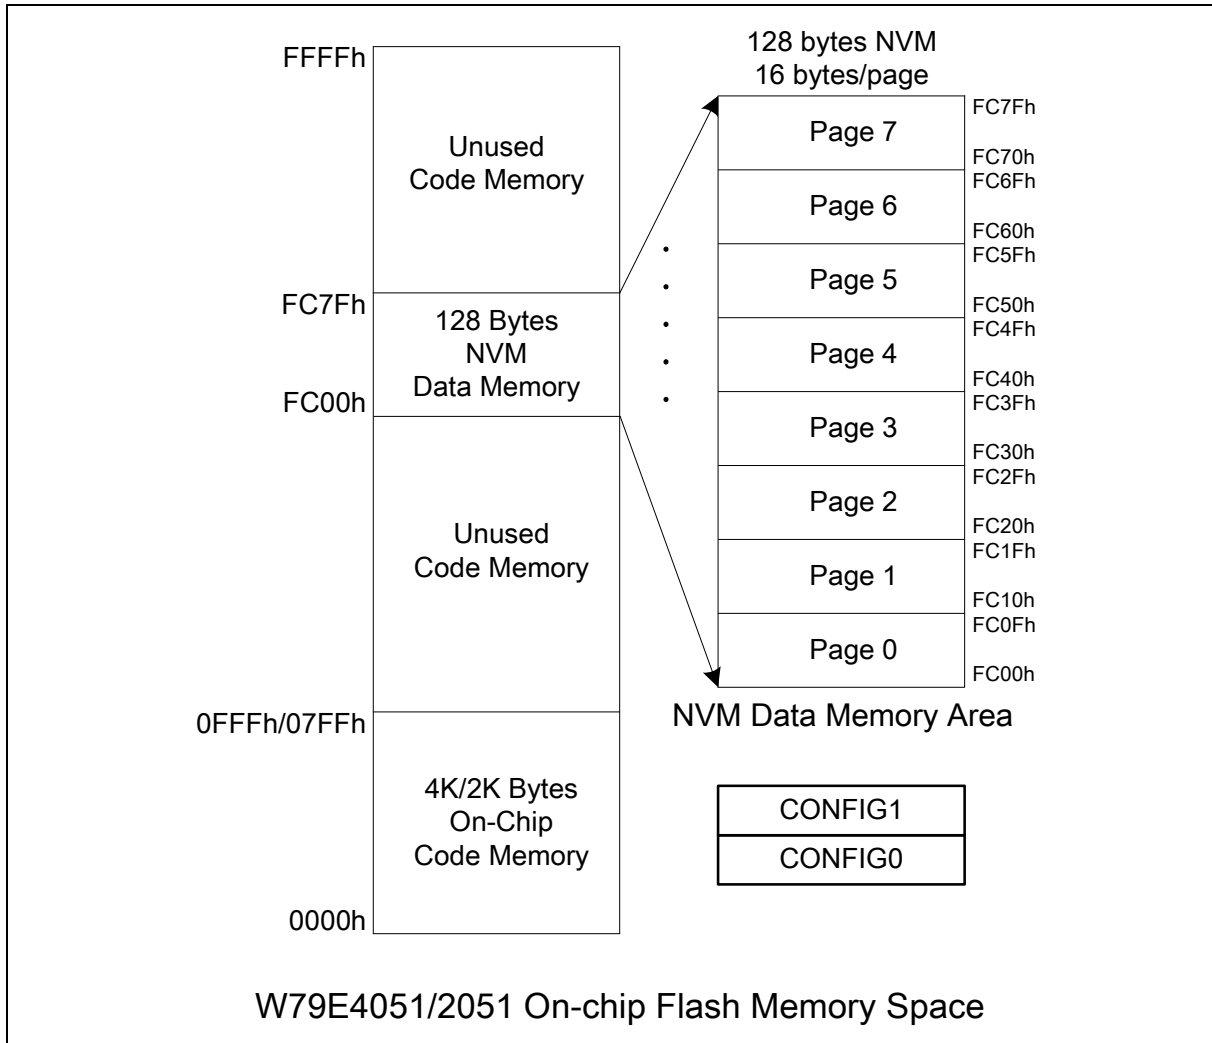 FFFFh
Unused
Code Memory
FC7Fh
128 Bytes
NVM
Data Memory
FC00h
Unused
Code Memory
0FFFh/07FFh
4K/2K Bytes
On-Chip
Code Memory
0000h
128 bytes NVM
16 bytes/page
Page 7
FC7Fh
FC70h
Page 6
FC6Fh
FC60h
Page 5
FC5Fh
FC50h
Page 4
FC4Fh
FC40h
Page 3
FC3Fh
FC30h
Page 2
FC2Fh
FC20h
Page 1
FC1Fh
FC10h
Page 0
FC0Fh
FC00h
NVM Data Memory Area
CONFIG1
CONFIG0
W79E4051/2051 On-chip Flash Memory Space